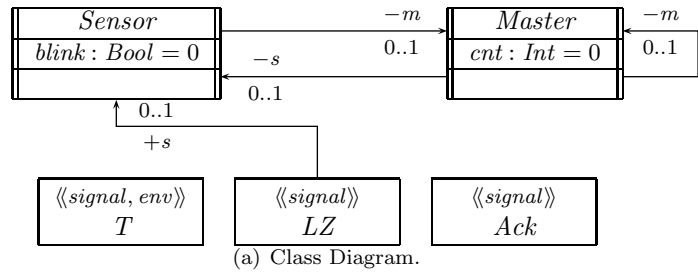 Sensor
blink : Bool = 0
−m
0..1
−s
0..1
Master
cnt : Int = 0
−m
0..1
0..1
+s
⟨⟨signal, env⟩⟩
T
⟨⟨signal⟩⟩
LZ
⟨⟨signal⟩⟩
Ack
(a) Class Diagram.